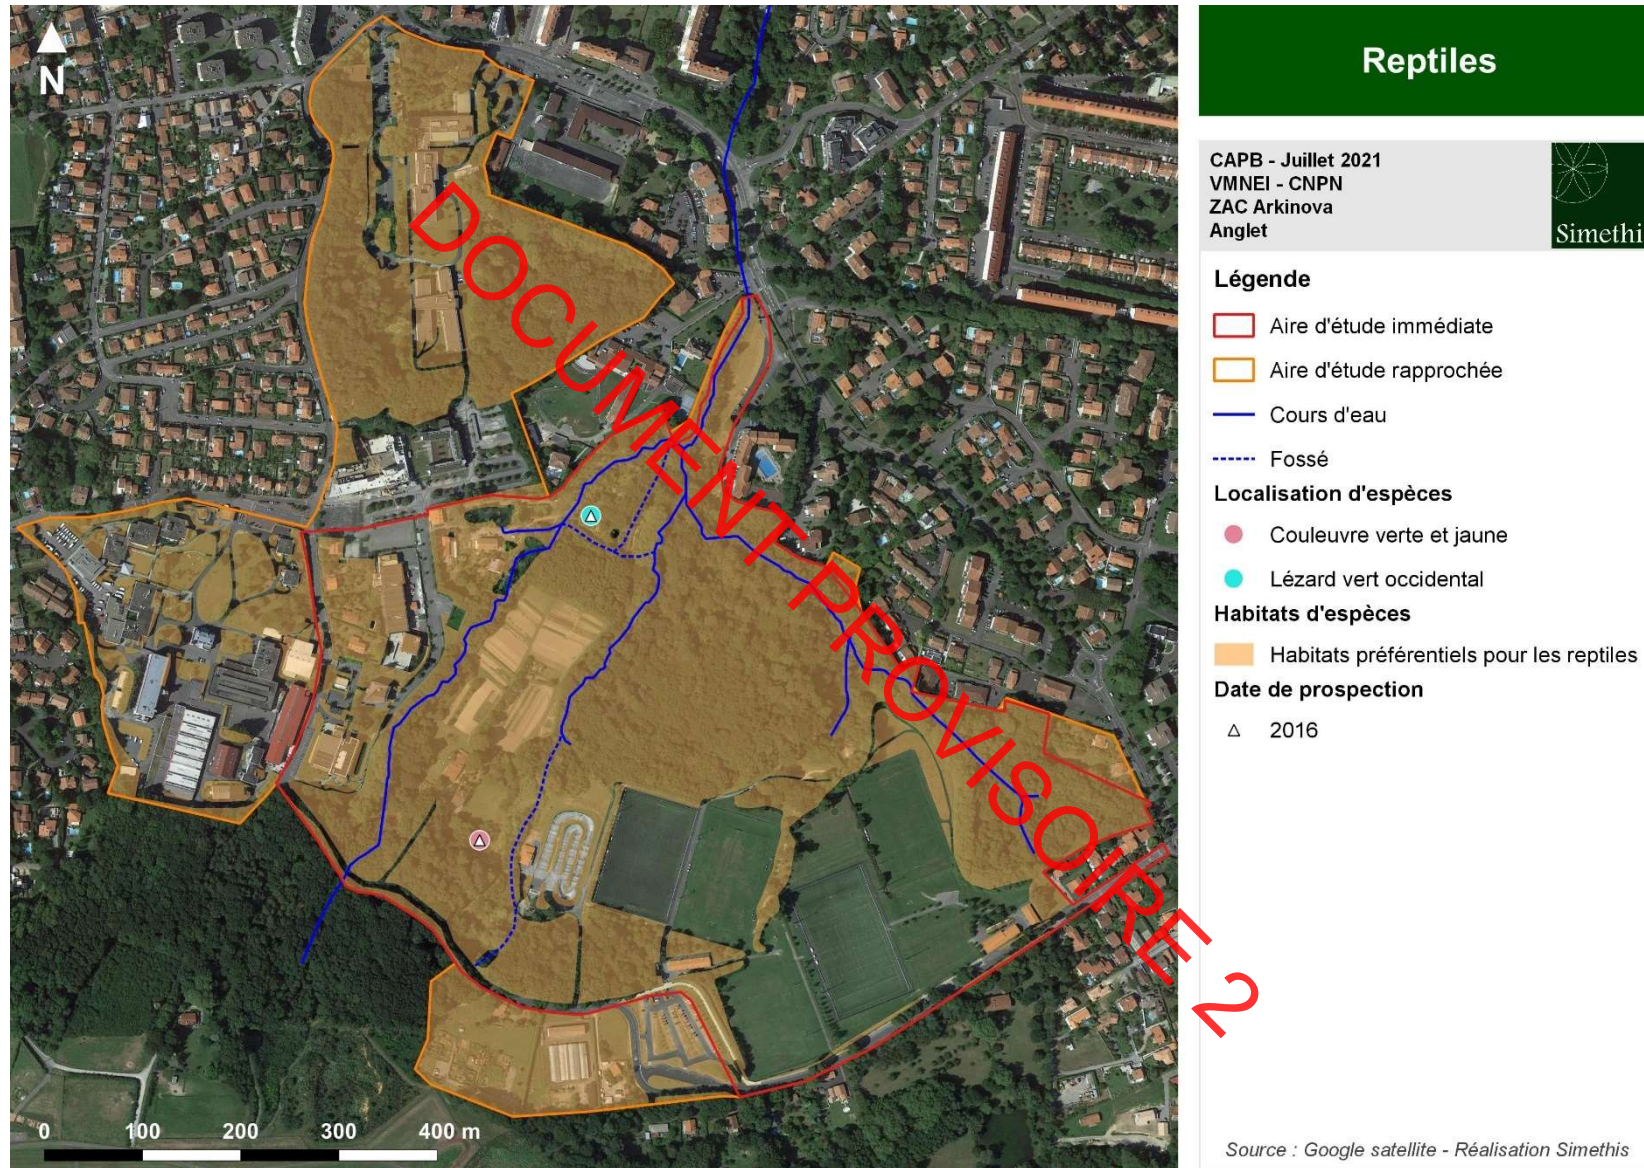 N
Reptiles
CAPB - Juillet 2021
VMNEI - CNPN
ZAC Arkinova
Anglet
Simethi
Légende
Aire d'étude immédiate
Aire d'étude rapprochée
Cours d'eau
Fossé
Localisation d'espèces
Couleuvre verte et jaune
Lézard vert occidental
Habitats d'espèces
Habitats préférentiels pour les reptiles
Date de prospection
2016
DOCUMENT PROVISOIRE 2
0 100 200 300 400 m
Source : Google satellite - Réalisation Simethis